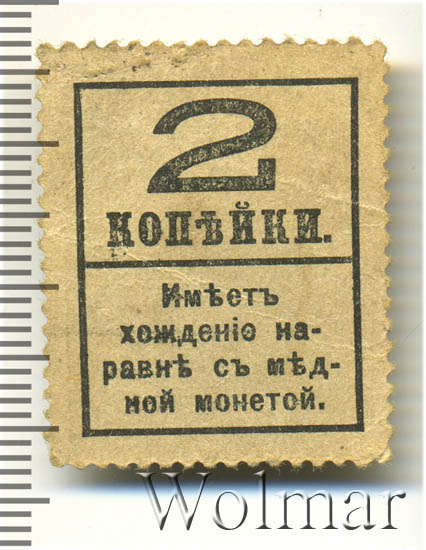 2
КОПѢЙКИ.
Имѣетъ
хожденіе на-
равнѣ съ мѣд-
ной монетой.
Wolmar